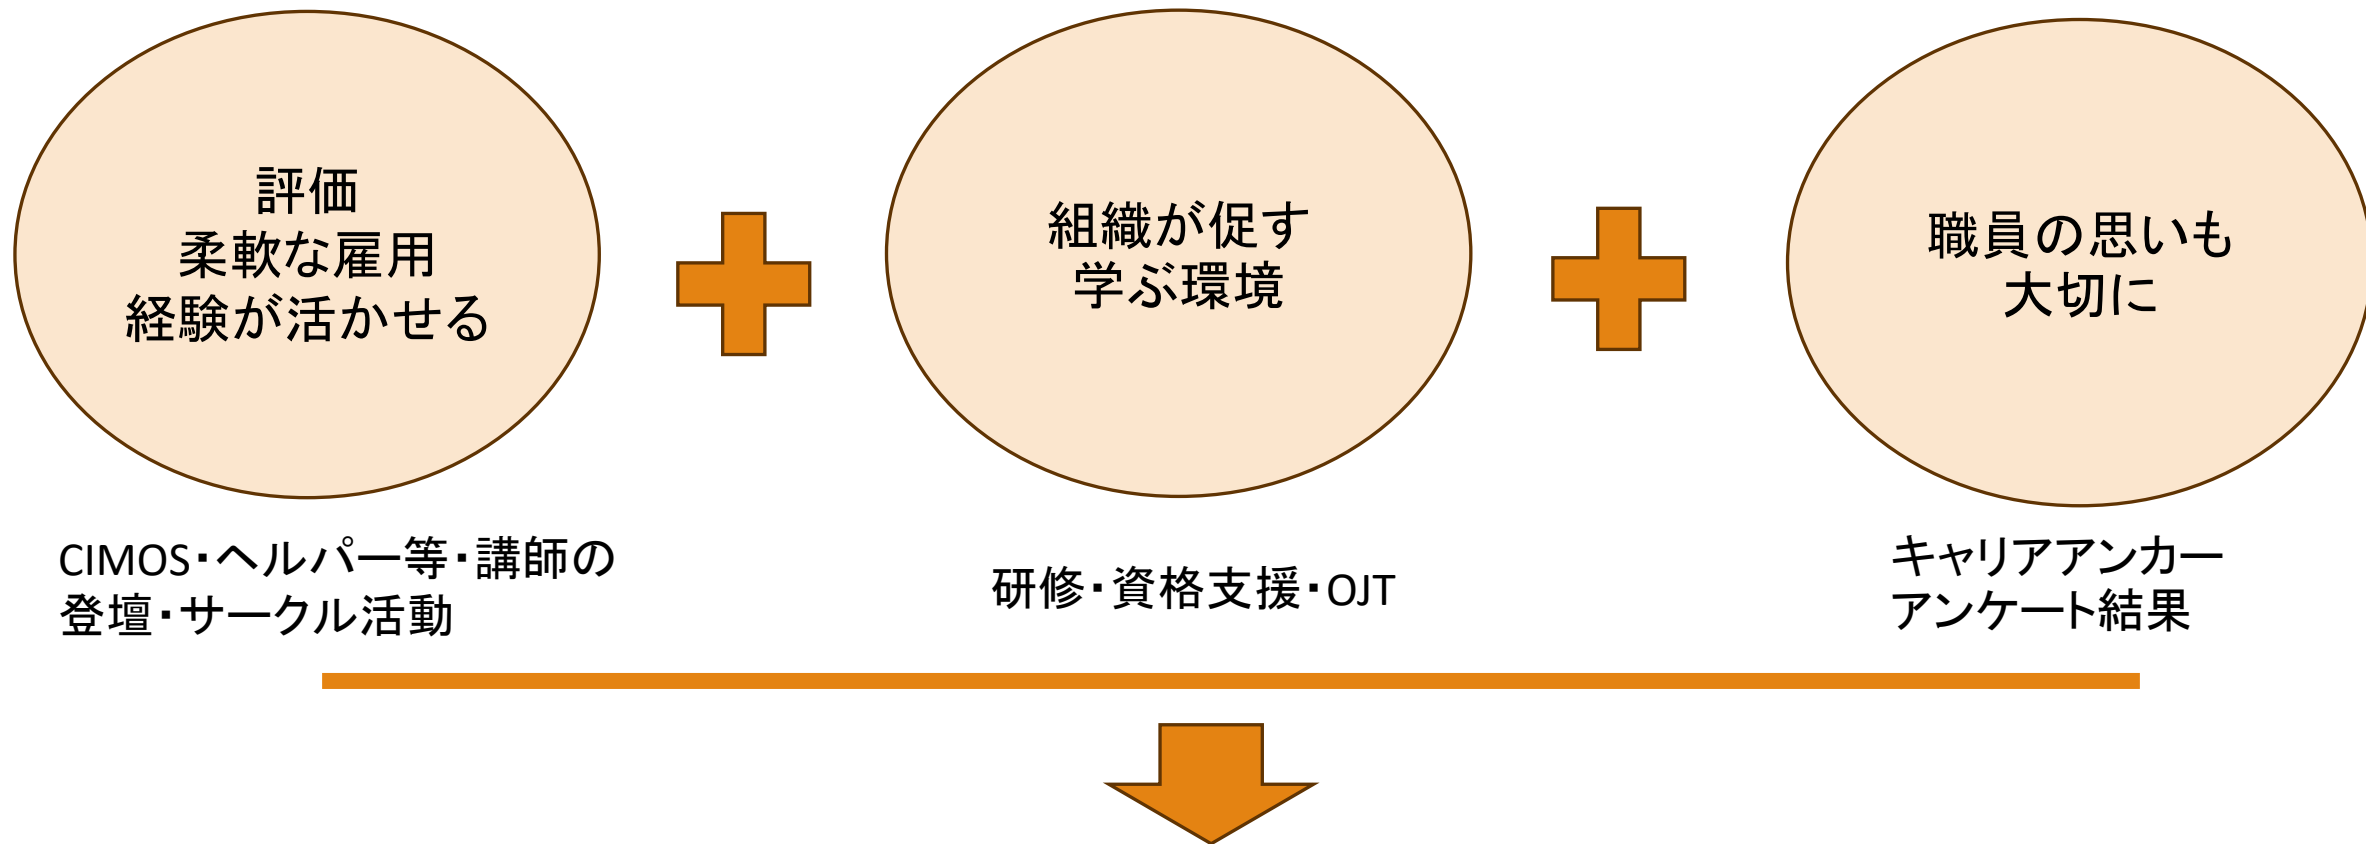 評価
柔軟な雇用
経験が活かせる
組織が促す
学ぶ環境
職員の思いも
大切に
CIMOS・ヘルパー等・講師の
登壇・サークル活動
研修・資格支援・OJT
キャリアアンカー
アンケート結果